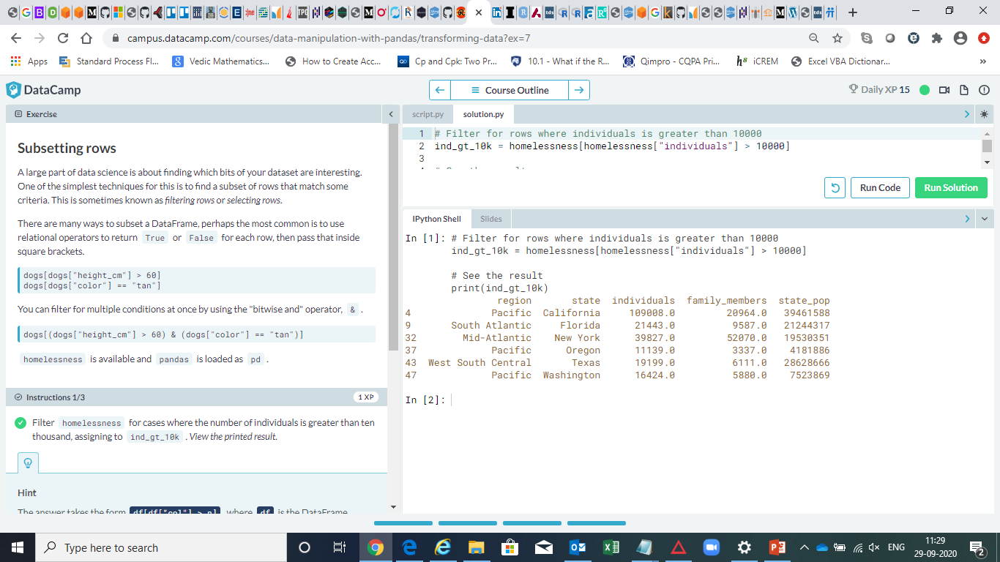 campus.datacamp.com/courses/data-manipulation-with-pandas/transforming-data?ex=7
Apps
Standard Process Fl...
Vedic Mathematics...
How to Create Acc...
Cp and Cpk: Two Pr...
10.1 - What if the R...
Qimpro - CQPA Pri...
iCREM
Excel VBA Dictionar...
»
DataCamp
Course Outline
Daily XP 15
Exercise
Subsetting rows
A large part of data science is about finding which bits of your dataset are interesting.
One of the simplest techniques for this is to find a subset of rows that match some
criteria. This is sometimes known as filtering rows or selecting rows.
There are many ways to subset a DataFrame, perhaps the most common is to use
relational operators to return True or False for each row, then pass that inside
square brackets.
dogs[dogs["height_cm"] > 60]
dogs[dogs["color"] == "tan"]
You can filter for multiple conditions at once by using the "bitwise and" operator, & .
dogs[(dogs["height_cm"] > 60) & (dogs["color"] == "tan")]
homelessness is available and pandas is loaded as pd .
Instructions 1/3
1 XP
Filter homelessness for cases where the number of individuals is greater than ten
thousand, assigning to ind_gt_10k . View the printed result.
Hint
The answer takes the form df[df["col"] > n] where df is the DataFrame
script.py
solution.py
1 # Filter for rows where individuals is greater than 10000
2 ind_gt_10k = homelessness[homelessness["individuals"] > 10000]
3
Run Code
Run Solution
IPython Shell
Slides
In [1]: # Filter for rows where individuals is greater than 10000
ind_gt_10k = homelessness[homelessness["individuals"] > 10000]
# See the result
print(ind_gt_10k)
region state individuals family_members state_pop
4 Pacific California 109008.0 20964.0 39461588
9 South Atlantic Florida 21443.0 9587.0 21244317
32 Mid-Atlantic New York 39827.0 52070.0 19530351
37 Pacific Oregon 11139.0 3337.0 4181886
43 West South Central Texas 19199.0 6111.0 28628666
47 Pacific Washington 16424.0 5880.0 7523869
In [2]:
Type here to search
ENG
11:29
29-09-2020
2